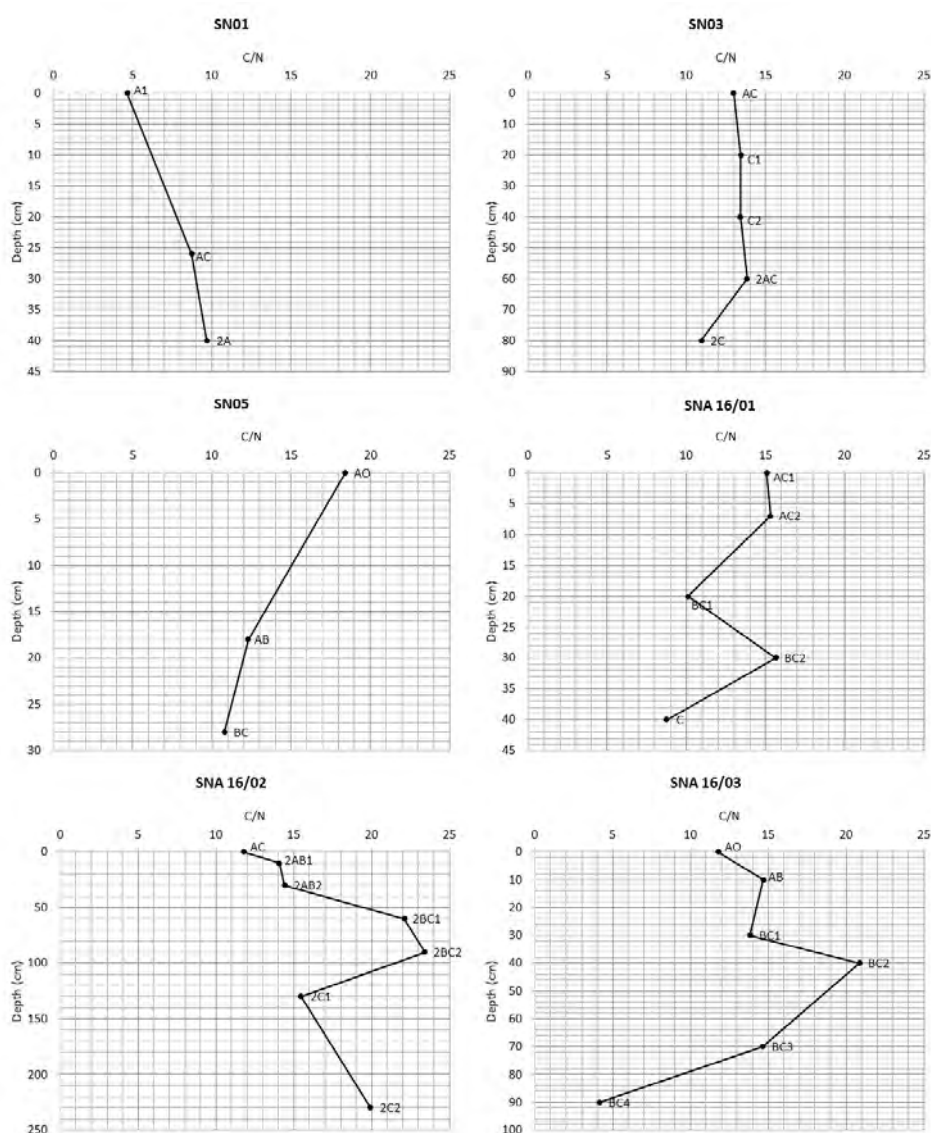 SN01
C/N
0 5 10 15 20 25
0
5
10
15
20
25
30
35
40
45
Depth (cm)
A1
AC
2A
SN03
C/N
0 5 10 15 20 25
0
10
20
30
40
50
60
70
80
90
Depth (cm)
AC
C1
C2
2AC
2C
SN05
C/N
0 5 10 15 20 25
0
5
10
15
20
25
30
Depth (cm)
AO
AB
BC
SNA 16/01
C/N
0 5 10 15 20 25
0
5
10
15
20
25
30
35
40
45
Depth (cm)
AC1
AC2
BC1
BC2
C
SNA 16/02
C/N
0 5 10 15 20 25
0
50
100
150
200
250
Depth (cm)
AC
2AB1
2AB2
2BC1
2BC2
2C1
2C2
SNA 16/03
C/N
0 5 10 15 20 25
0
10
20
30
40
50
60
70
80
90
100
Depth (cm)
AO
AB
BC1
BC2
BC3
BC4